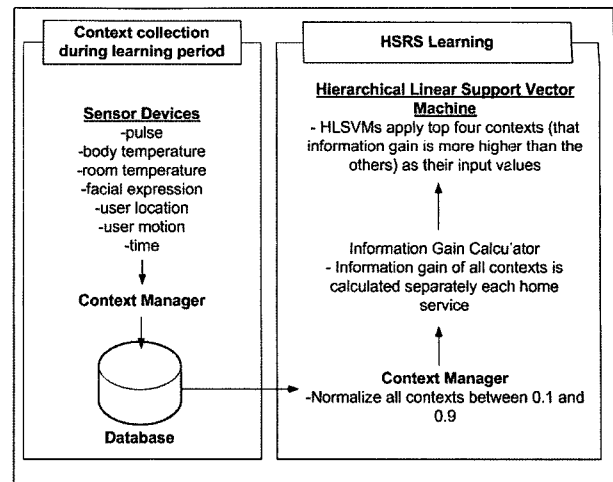 Context collection
during learning period
Sensor Devices
-pulse
-body temperature
-room temperature
-facial expression
-user location
-user motion
-time
Context Manager
Database
HSRS Learning
Hierarchical Linear Support Vector
Machine
- HLSVMs apply top four contexts (that
information gain is more higher than the
others) as their input values
Information Gain Calcu'ator
- Information gain of all contexts is
calculated separately each home
service
Context Manager
-Normalize all contexts between 0.1 and
0.9